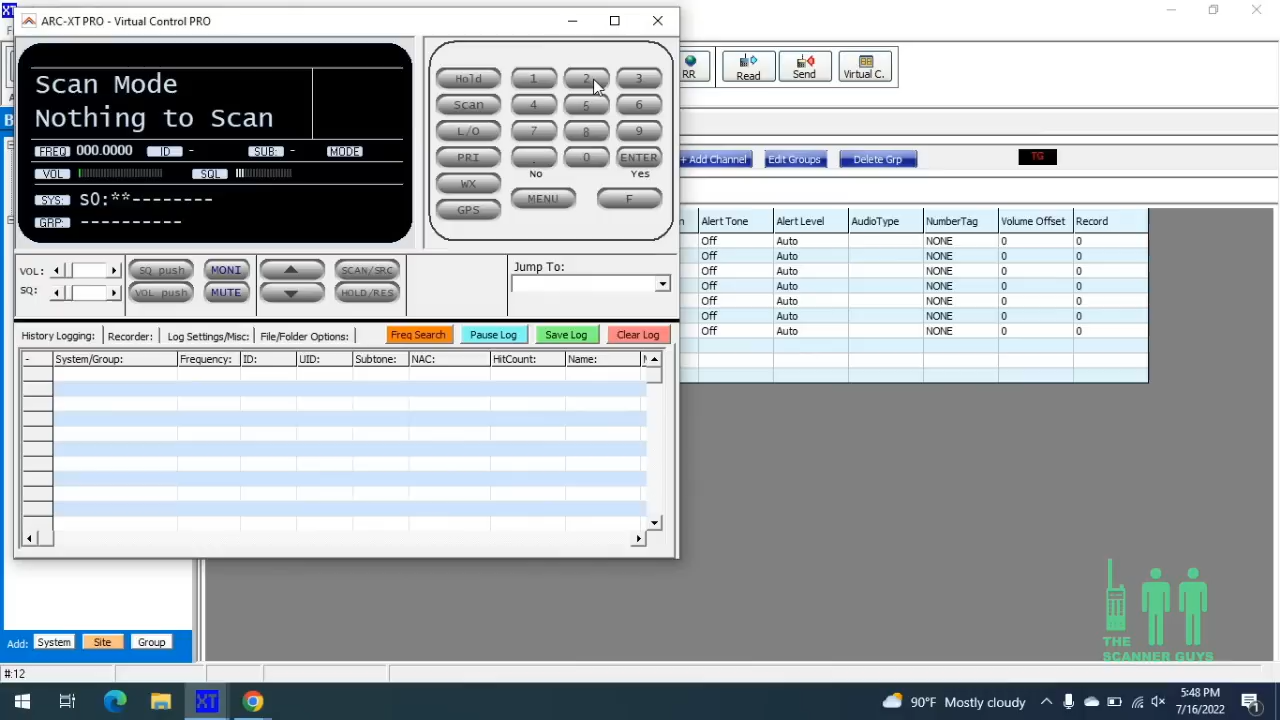 XT
ARC-XT PRO - Virtual Control PRO
Scan Mode
Nothing to Scan
FREQ 000.0000 ID - SUB: - MODE
VOL SQL
SYS: S0:**--------
GRP: ----------
Hold 1 2 3
Scan 4 5 6
L/O 7 8 9
PRI . 0 ENTER
No Yes
WX MENU F
GPS
RR Read Send Virtual C.
+ Add Channel Edit Groups Delete Grp TG
VOL: SQ push MONI SCAN/SRC
SQ: VOL push MUTE HOLD/RES
Jump To:
History Logging: Recorder: Log Settings/Misc: File/Folder Options: Freq Search Pause Log Save Log Clear Log
- System/Group: Frequency: ID: UID: Subtone: NAC: HitCount: Name:
Alert Tone Alert Level AudioType NumberTag Volume Offset Record
Off Auto NONE 0 0
Off Auto NONE 0 0
Off Auto NONE 0 0
Off Auto NONE 0 0
Off Auto NONE 0 0
Off Auto NONE 0 0
Off Auto NONE 0 0
THE
SCANNER GUYS
Add: System Site Group
#:12
XT
90°F Mostly cloudy
5:48 PM
7/16/2022
1